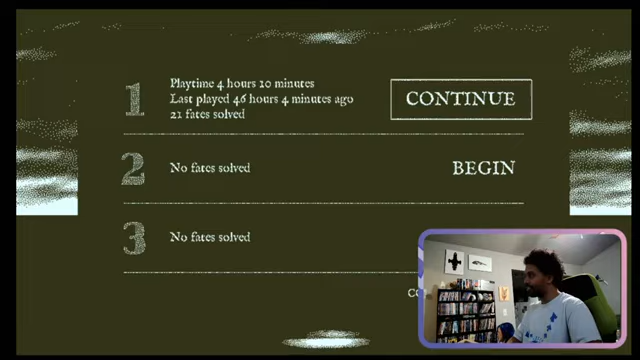 1
Playtime 4 hours 20 minutes
Last played 46 hours 4 minutes ago
21 fates solved
CONTINUE
2
No fates solved
BEGIN
3
No fates solved